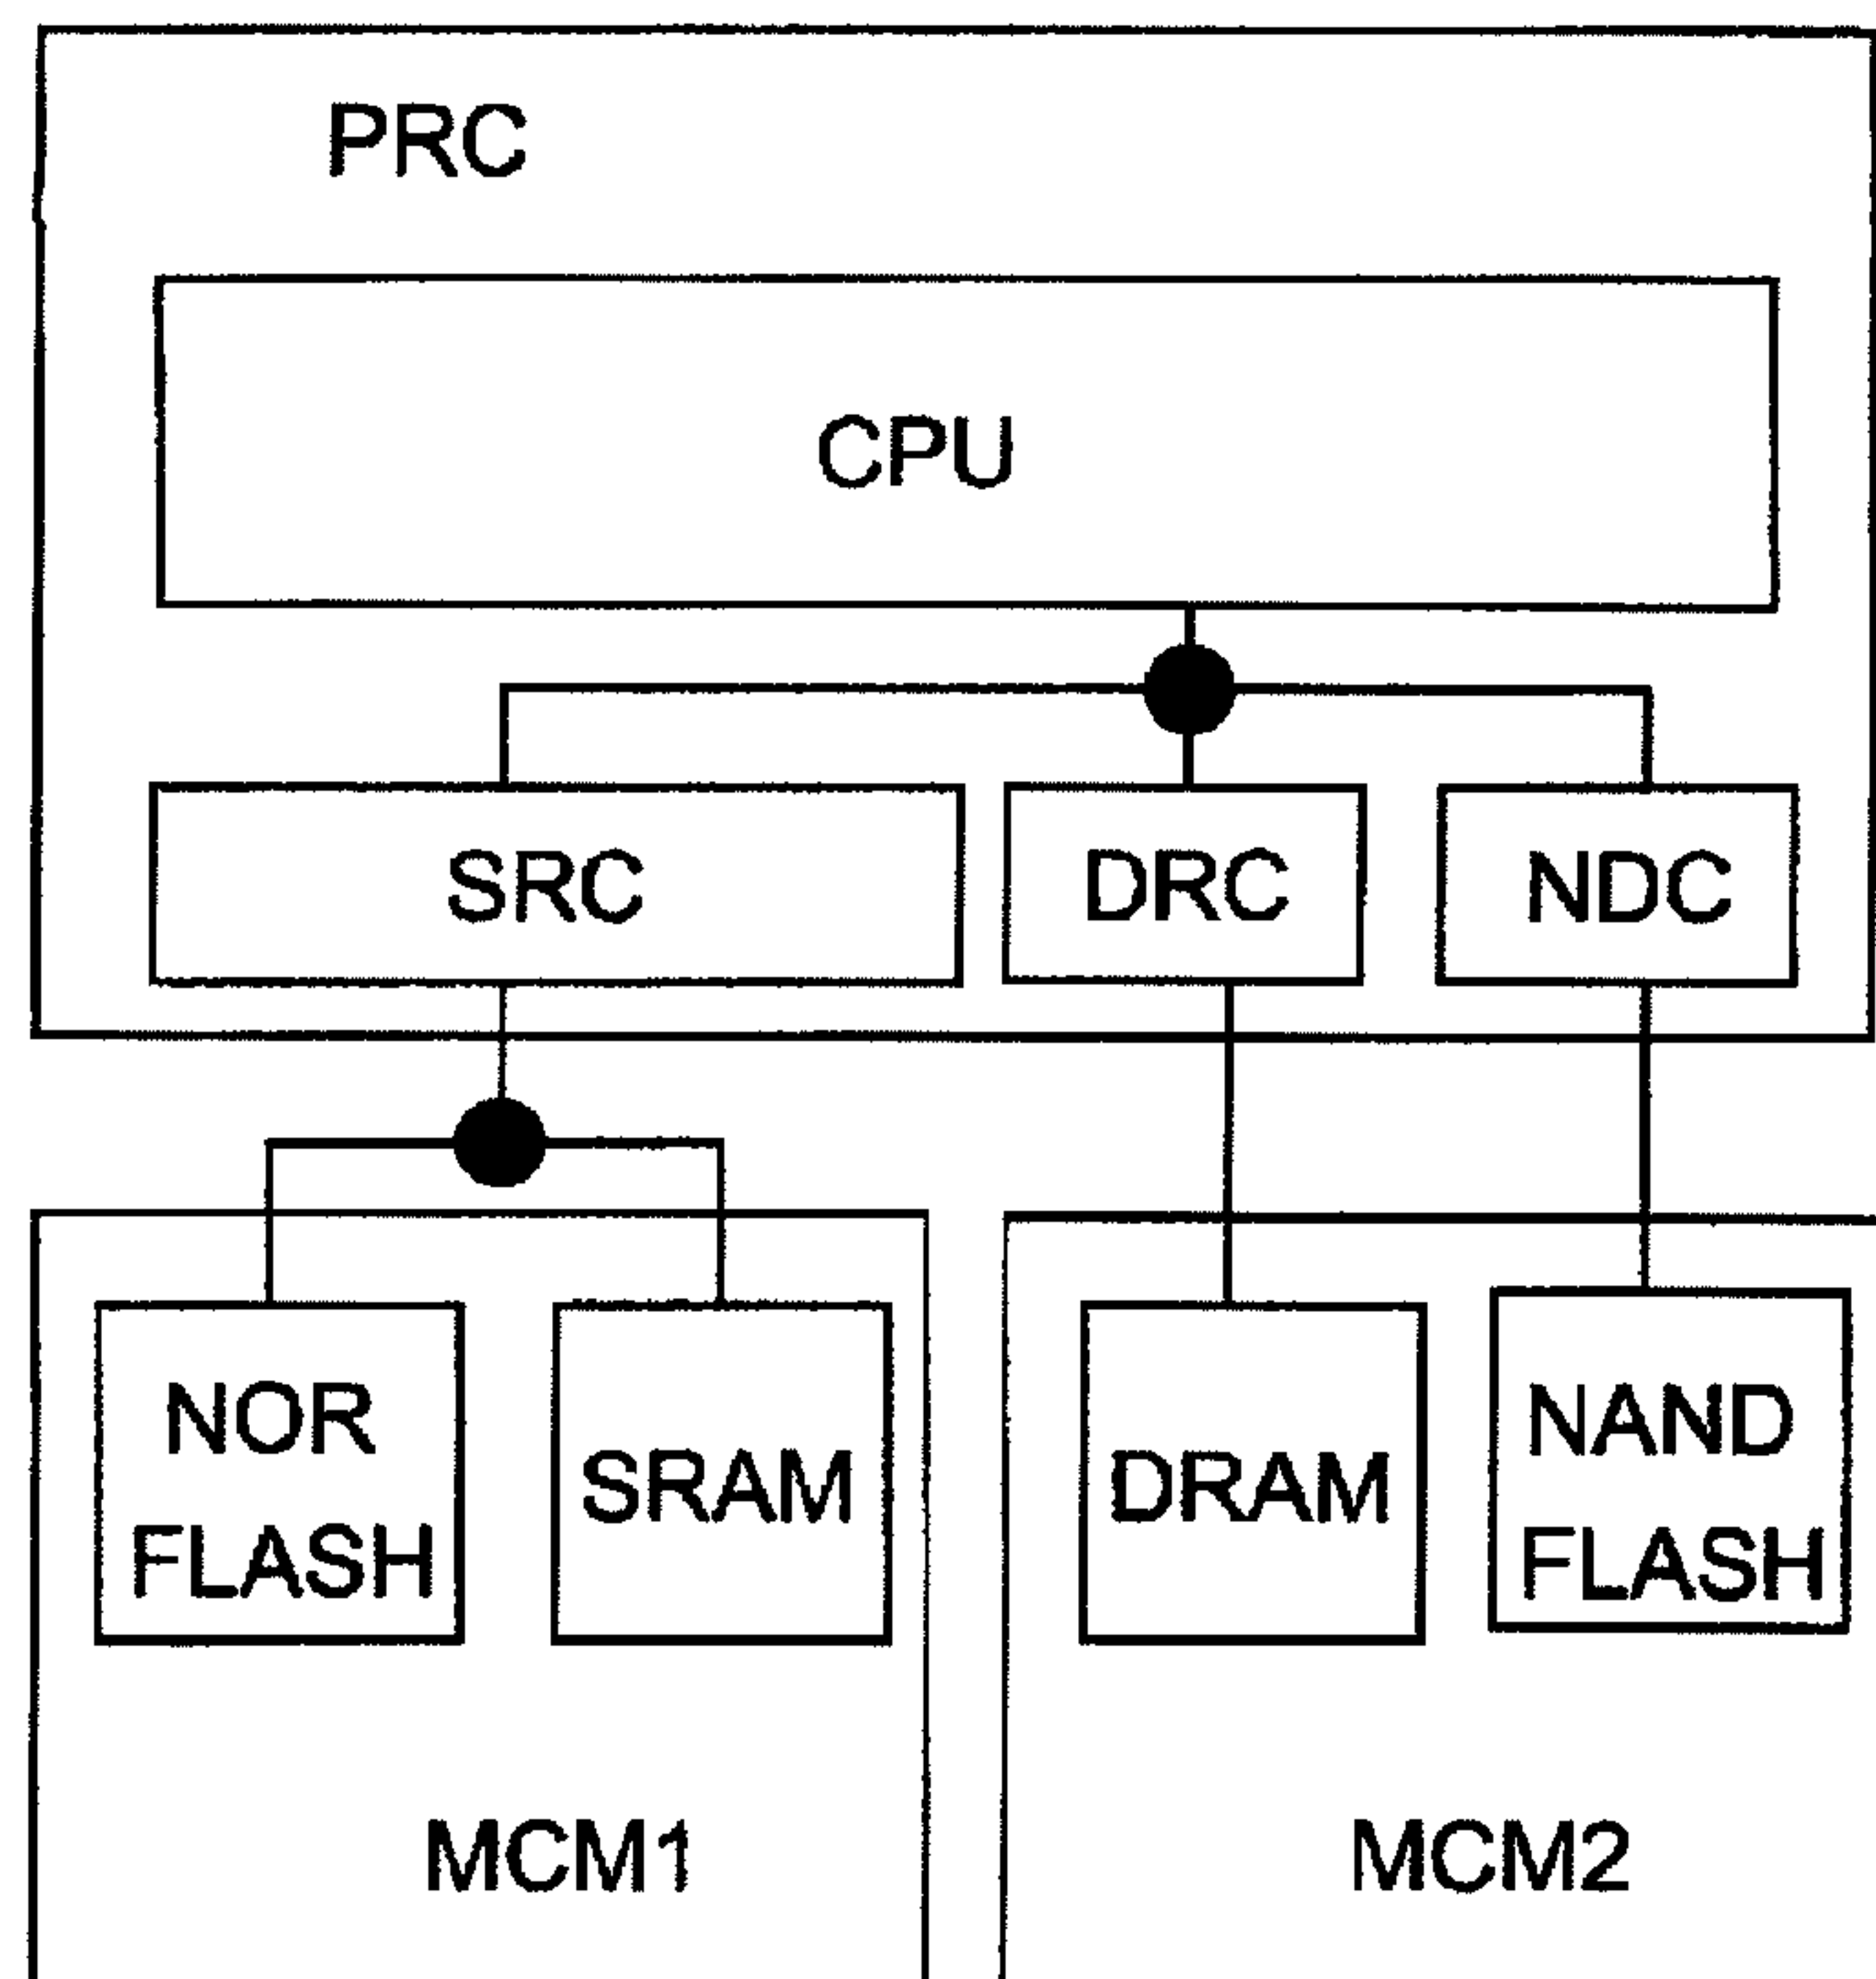 PRC
CPU
SRC
DRC
NDC
NOR
FLASH
SRAM
DRAM
NAND
FLASH
MCM1
MCM2